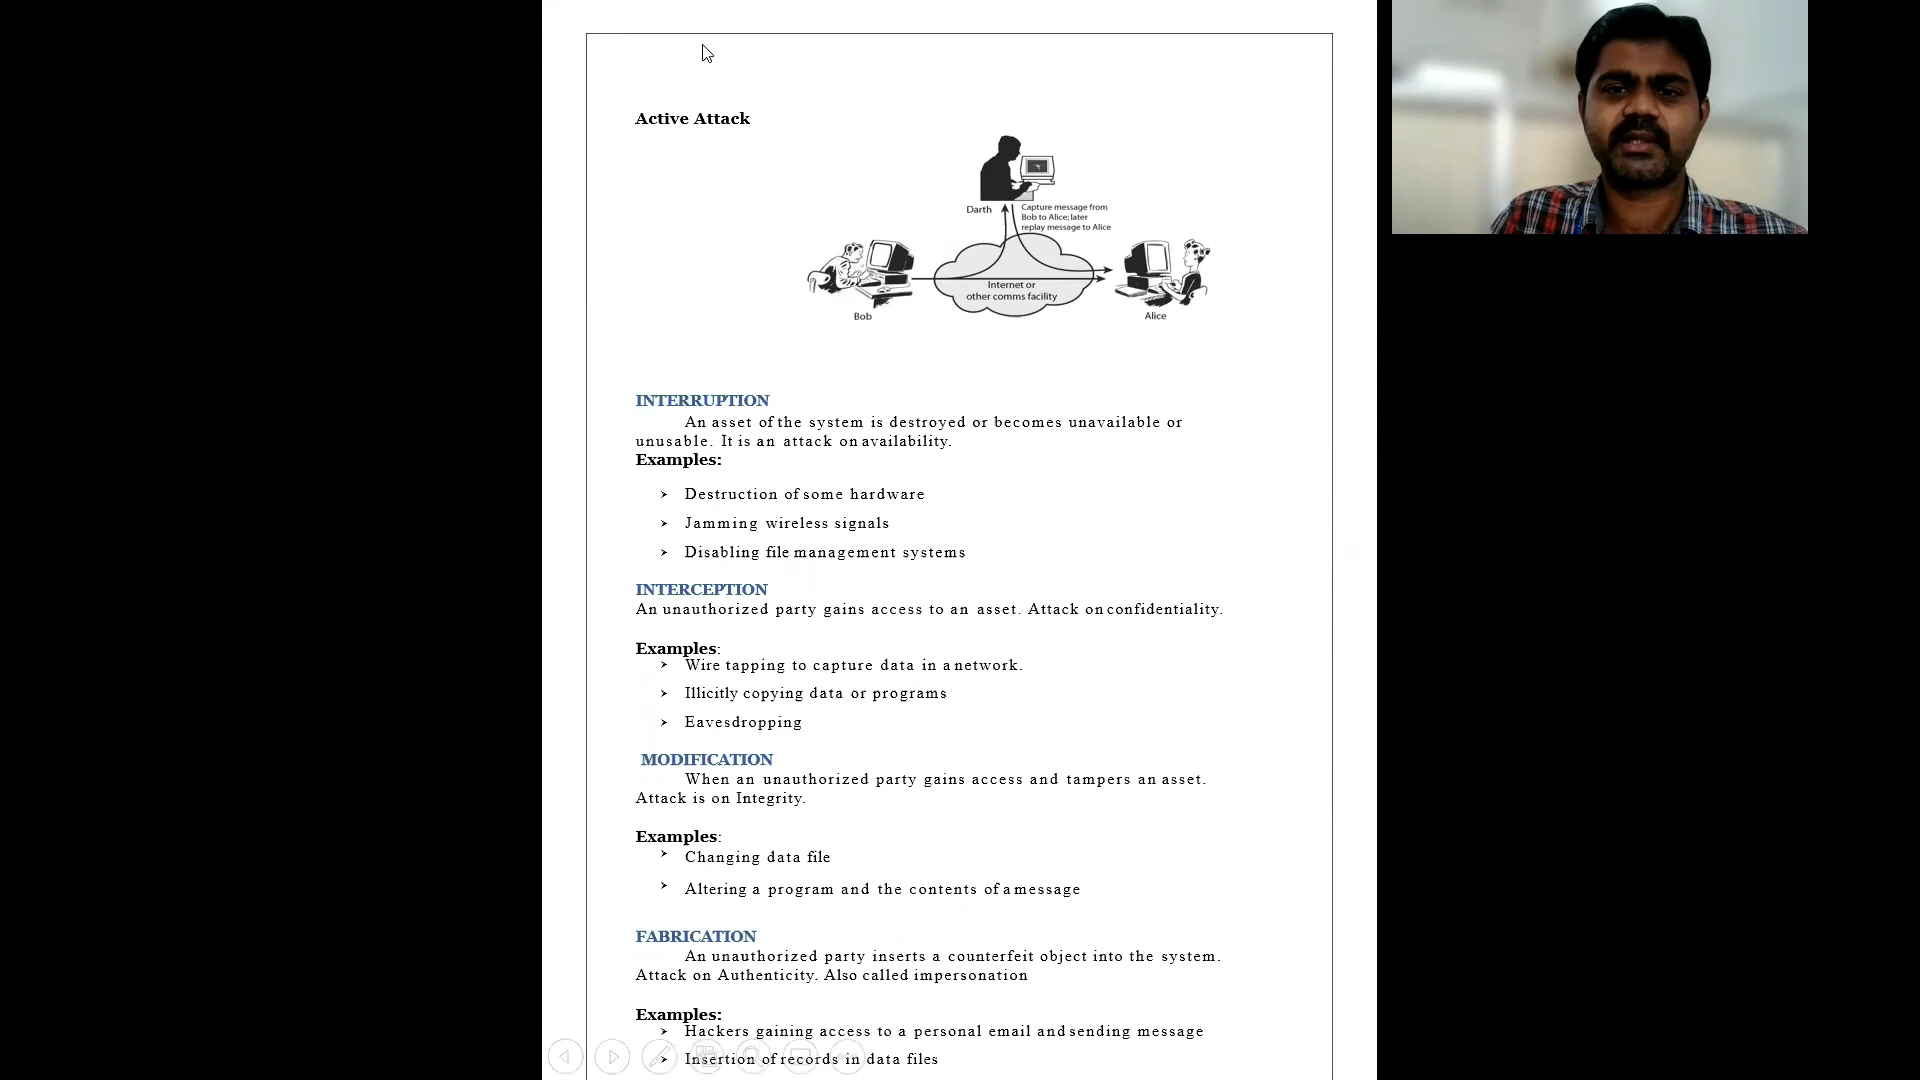 Active Attack
Darth
Capture message from
Bob to Alice; later
replay message to Alice
Internet or
other comms facility
Bob
Alice
INTERRUPTION
An asset of the system is destroyed or becomes unavailable or
unusable. It is an attack on availability.
Examples:
➢ Destruction of some hardware
➢ Jamming wireless signals
➢ Disabling file management systems
INTERCEPTION
An unauthorized party gains access to an asset. Attack on confidentiality.
Examples:
➢ Wire tapping to capture data in a network.
➢ Illicitly copying data or programs
➢ Eavesdropping
MODIFICATION
When an unauthorized party gains access and tampers an asset.
Attack is on Integrity.
Examples:
➢ Changing data file
➢ Altering a program and the contents of a message
FABRICATION
An unauthorized party inserts a counterfeit object into the system.
Attack on Authenticity. Also called impersonation
Examples:
➢ Hackers gaining access to a personal email and sending message
➢ Insertion of records in data files